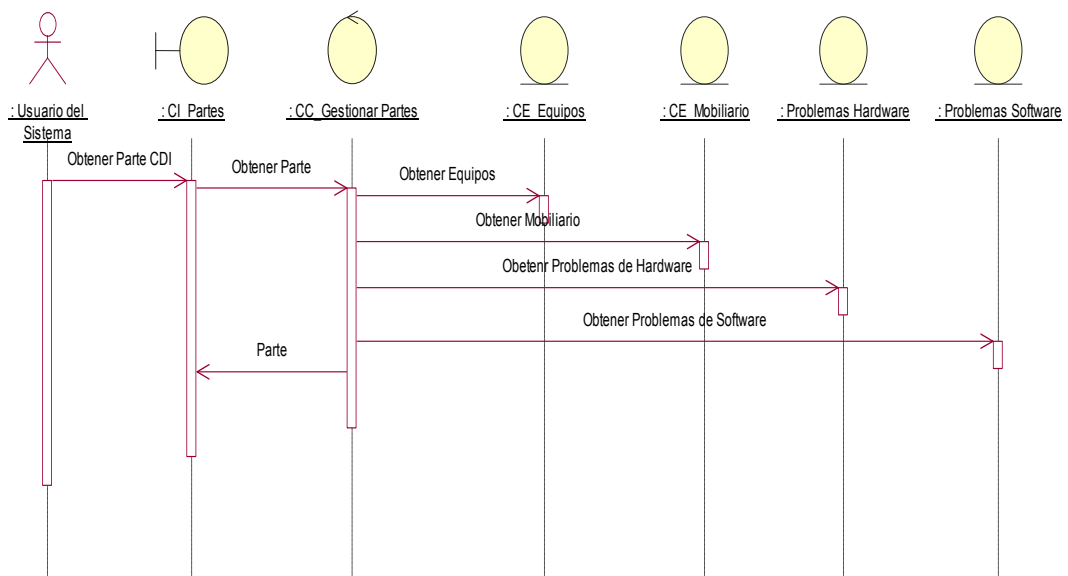 : Usuario del
Sistema
: CI_Partes
: CC_Gestionar Partes
: CE_Equipos
: CE_Mobiliario
: Problemas Hardware
: Problemas Software
Obtener Parte CDI
Obtener Parte
Obtener Equipos
Obtener Mobiliario
Obetenr Problemas de Hardware
Obtener Problemas de Software
Parte